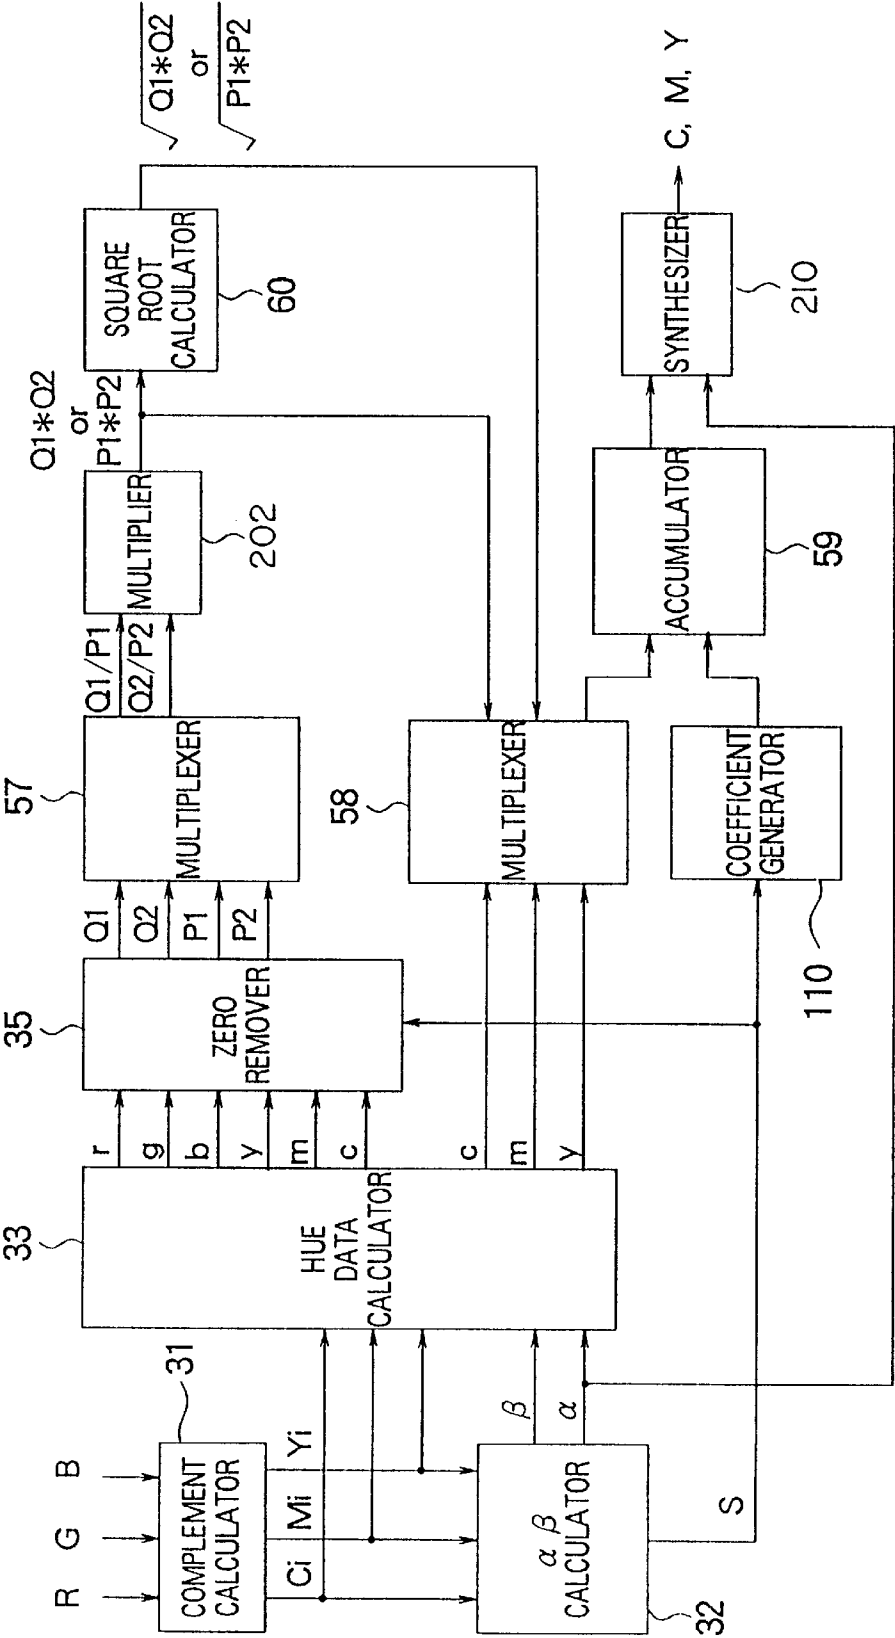 R
G
B
COMPLEMENT
CALCULATOR
31
Ci
Mi
Yi
α β
CALCULATOR
32
β
α
S
33
HUE
DATA
CALCULATOR
r
g
b
y
m
c
c
m
y
35
ZERO
REMOVER
Q1
Q2
P1
P2
57
MULTIPLEXER
58
MULTIPLEXER
COEFFICIENT
GENERATOR
110
Q1/P1
Q2/P2
MULTIPLIER
202
Q1*Q2
or
P1*P2
SQUARE
ROOT
CALCULATOR
60
√Q1*Q2
or
√P1*P2
ACCUMULATOR
59
SYNTHESIZER
210
C, M, Y